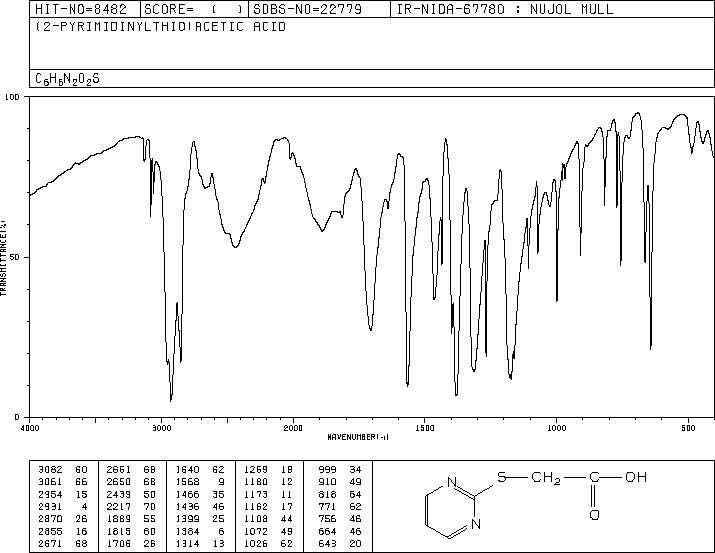 HIT-NO=8482 SCORE= ( ) SDBS-NO=22779 IR-NIDA-67780 : NUJOL MULL
(2-PYRIMIDINYLTHIO)ACETIC ACID
C6H6N2O2S
100
50
0
TRANSMITTANCE(%)
4000 3000 2000 1500 1000 500
WAVENUMBER(-1)
3082 60 2661 68 1640 62 1269 18 999 34
3061 66 2650 68 1568 9 1180 12 910 49
2954 15 2439 50 1466 35 1173 11 818 64
2931 4 2217 70 1436 46 1162 17 771 62
2870 26 1889 55 1399 25 1108 44 756 46
2855 16 1815 60 1384 6 1072 49 664 46
2671 68 1706 26 1314 13 1026 62 643 20
N S CH2 C OH
N O